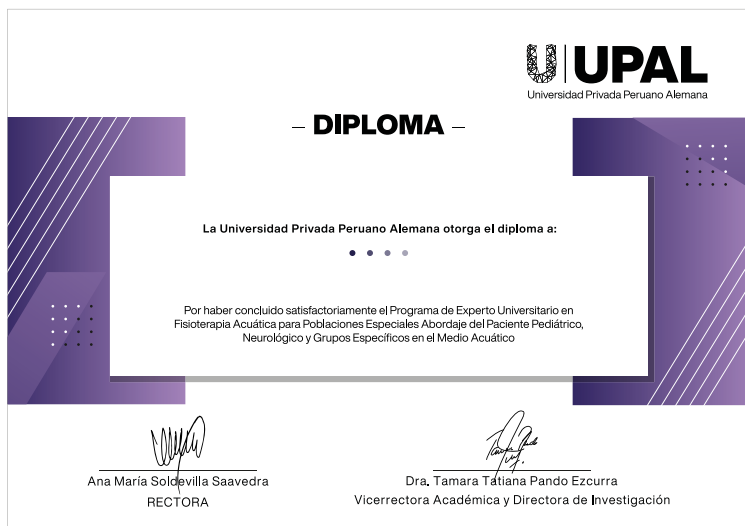 UPAL
Universidad Privada Peruano Alemana
– DIPLOMA –
La Universidad Privada Peruano Alemana otorga el diploma a:
Por haber concluido satisfactoriamente el Programa de Experto Universitario en
Fisioterapia Acuática para Poblaciones Especiales Abordaje del Paciente Pediátrico,
Neurológico y Grupos Específicos en el Medio Acuático
Ana María Soldevilla Saavedra
RECTORA
Dra. Tamara Tatiana Pando Ezcurra
Vicerrectora Académica y Directora de Investigación